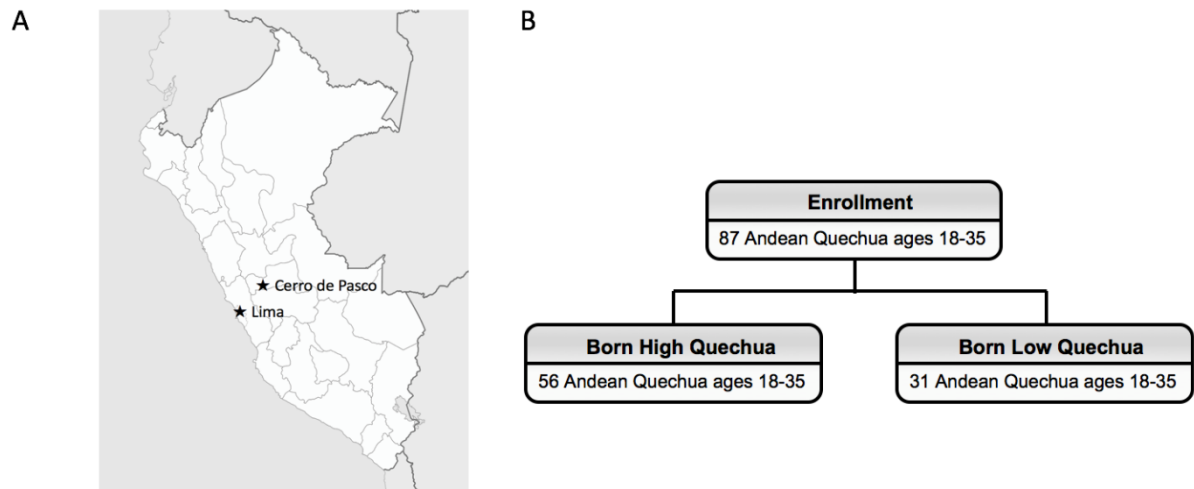 A
B
Cerro de Pasco
Lima
Enrollment
87 Andean Quechua ages 18-35
Born High Quechua
56 Andean Quechua ages 18-35
Born Low Quechua
31 Andean Quechua ages 18-35